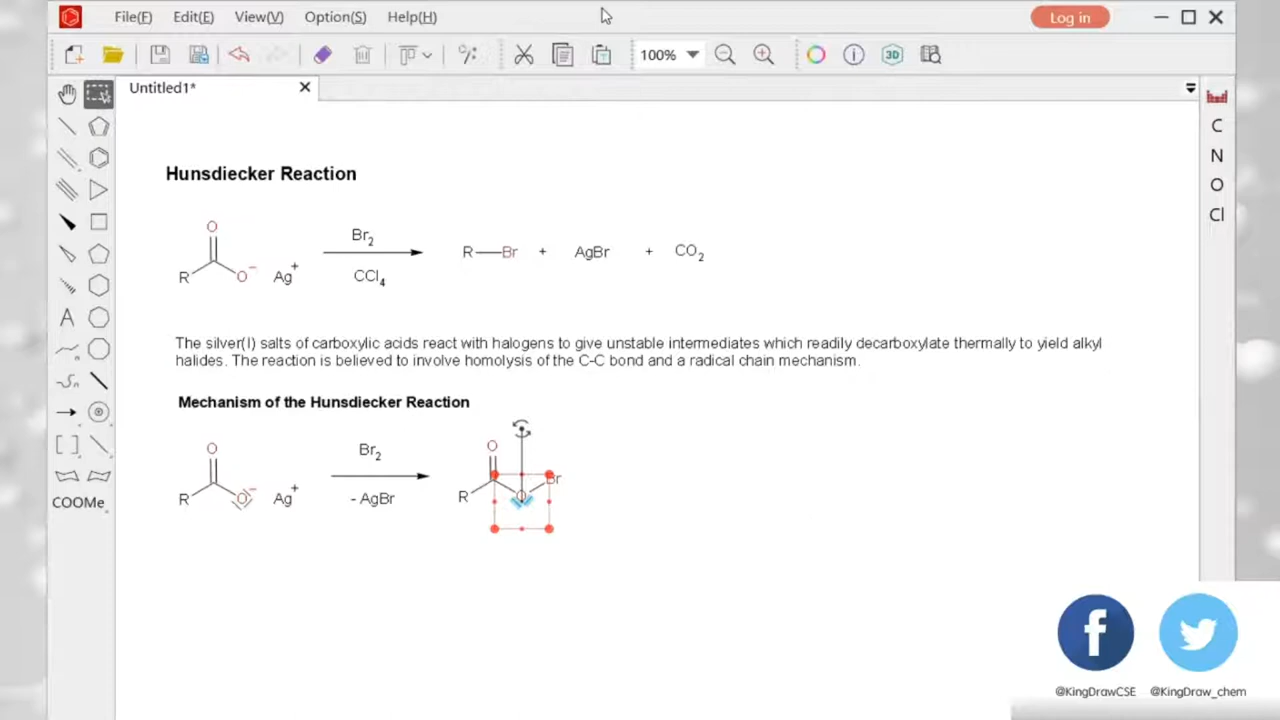 File(F) Edit(E) View(V) Option(S) Help(H) Log in
100% 3D
Untitled1*
C
N
O
Cl
A
COOMe
Hunsdiecker Reaction
O
R O⁻ Ag⁺
Br₂
CCl₄
R—Br + AgBr + CO₂
The silver(I) salts of carboxylic acids react with halogens to give unstable intermediates which readily decarboxylate thermally to yield alkyl
halides. The reaction is believed to involve homolysis of the C-C bond and a radical chain mechanism.
Mechanism of the Hunsdiecker Reaction
O
R O⁻ Ag⁺
Br₂
- AgBr
O
R O Br
@KingDrawCSE @KingDraw_chem